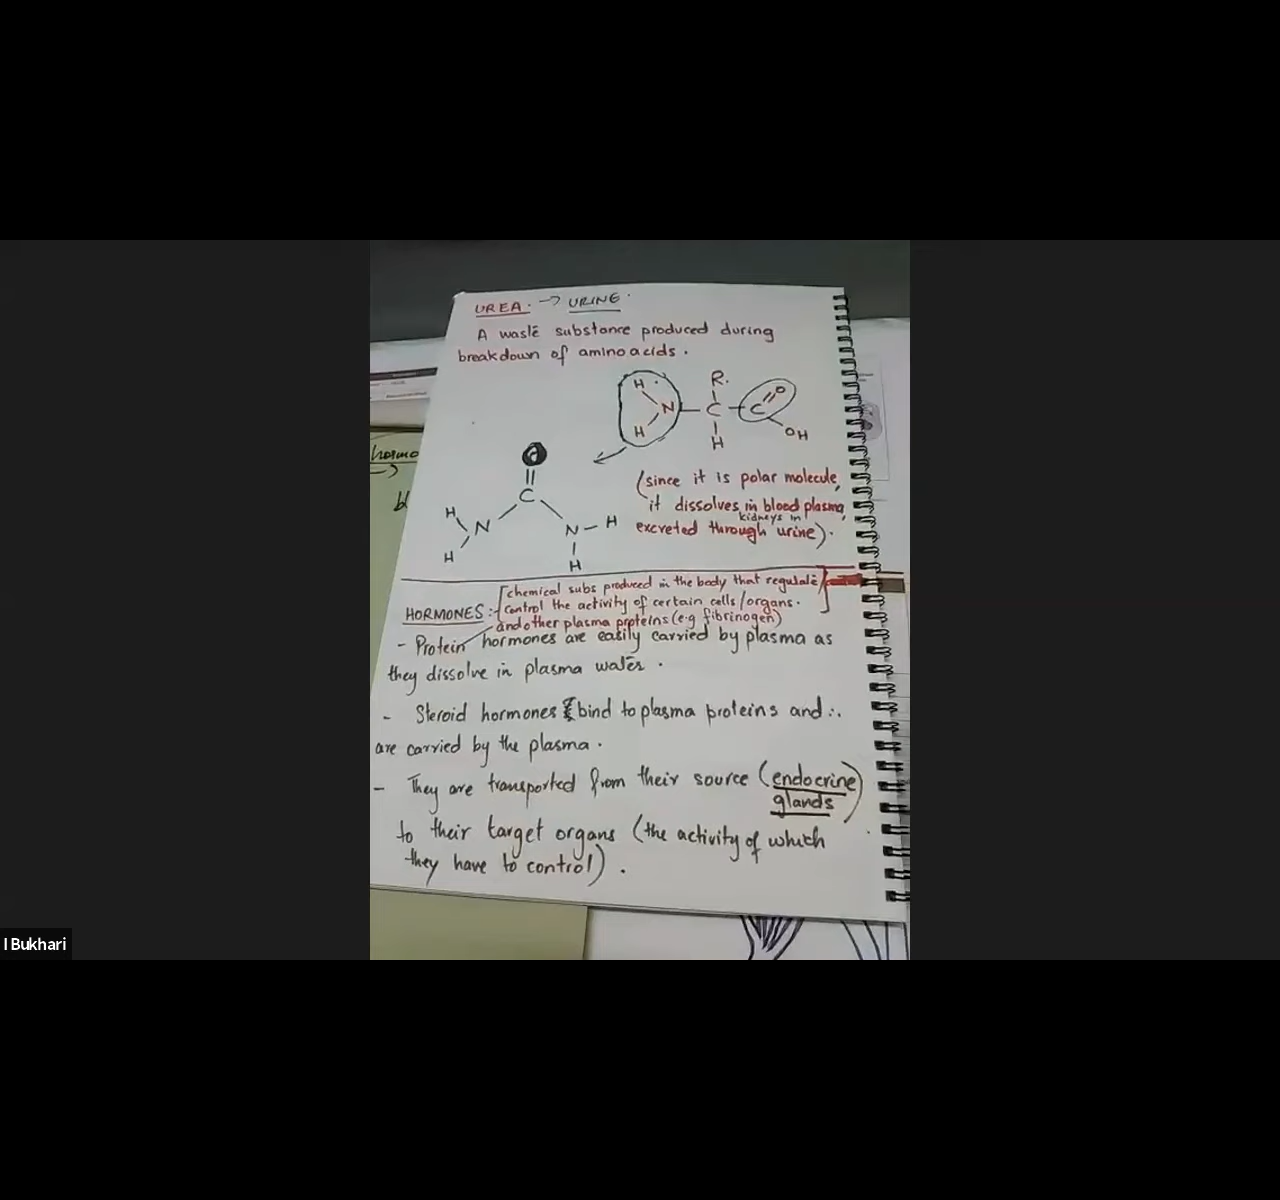 UREA. → URINE.
A waste substance produced during
breakdown of aminoacids.
H R. O
N — C — C
H H OH
O
C
H N N — H
H H
(since it is polar molecule,
it dissolves in blood plasma,
kidneys in
excreted through urine).
[chemical subs produced in the body that regulate/
HORMONES:- control the activity of certain cells/organs.]
and other plasma proteins (e.g fibrinogen)
- Protein hormones are easily carried by plasma as
they dissolve in plasma water.
- Steroid hormones bind to plasma proteins and ∴
are carried by the plasma.
- They are transported from their source (endocrine
glands)
to their target organs (the activity of which
they have to control).
hormo
I Bukhari